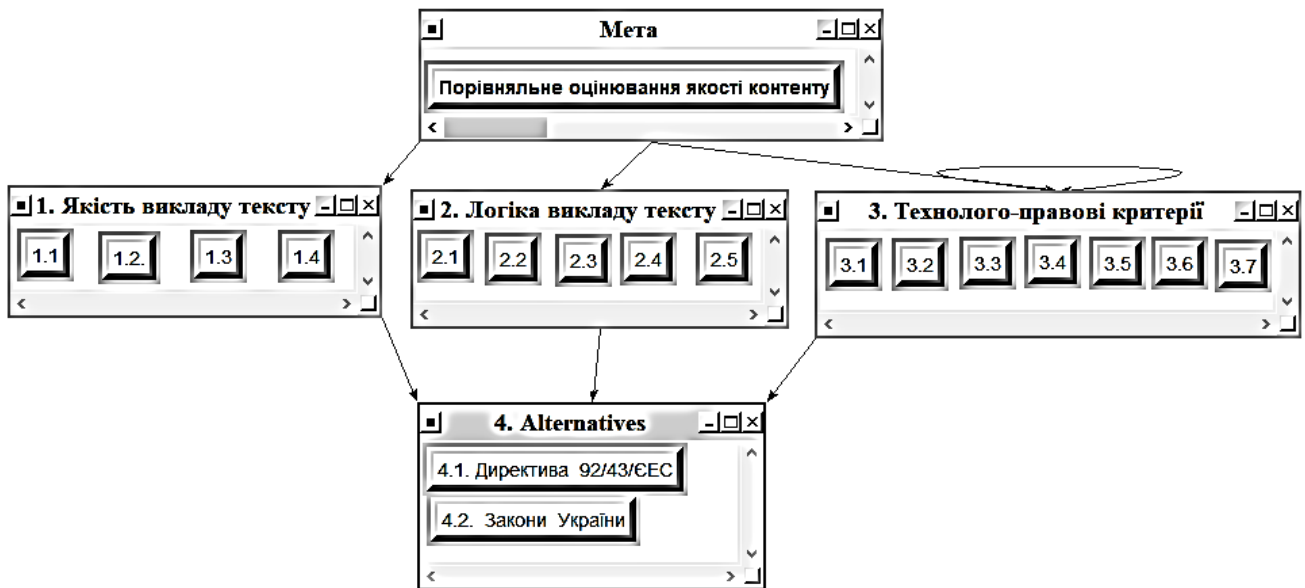 Мета
Порівняльне оцінювання якості контенту
1. Якість викладу тексту
1.1 1.2. 1.3 1.4
2. Логіка викладу тексту
2.1 2.2 2.3 2.4 2.5
3. Технолого-правові критерії
3.1 3.2 3.3 3.4 3.5 3.6 3.7
4. Alternatives
4.1. Директива 92/43/ЄЕС
4.2. Закони України